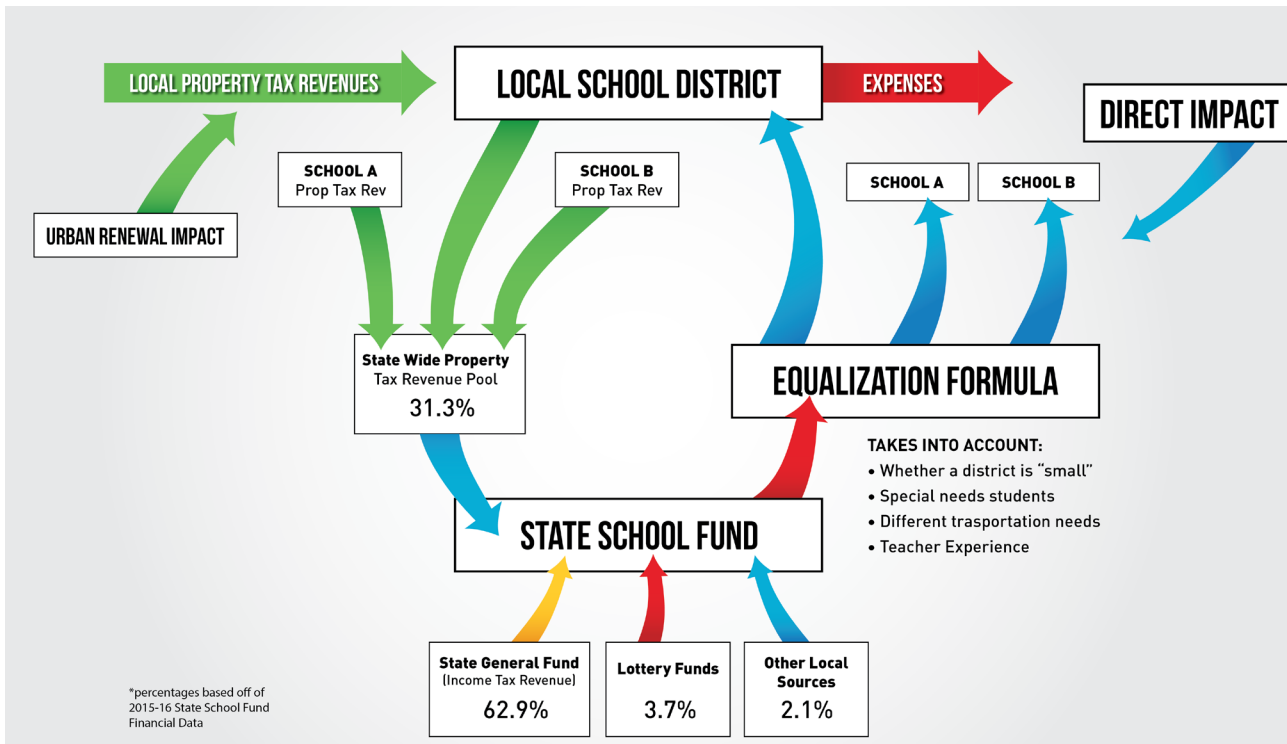 LOCAL PROPERTY TAX REVENUES
LOCAL SCHOOL DISTRICT
EXPENSES
DIRECT IMPACT
SCHOOL A
Prop Tax Rev
SCHOOL B
Prop Tax Rev
SCHOOL A
SCHOOL B
URBAN RENEWAL IMPACT
State Wide Property
Tax Revenue Pool
31.3%
EQUALIZATION FORMULA
TAKES INTO ACCOUNT:
• Whether a district is “small”
• Special needs students
• Different trasportation needs
• Teacher Experience
STATE SCHOOL FUND
State General Fund
(Income Tax Revenue)
62.9%
Lottery Funds
3.7%
Other Local
Sources
2.1%
*percentages based off of
2015-16 State School Fund
Financial Data